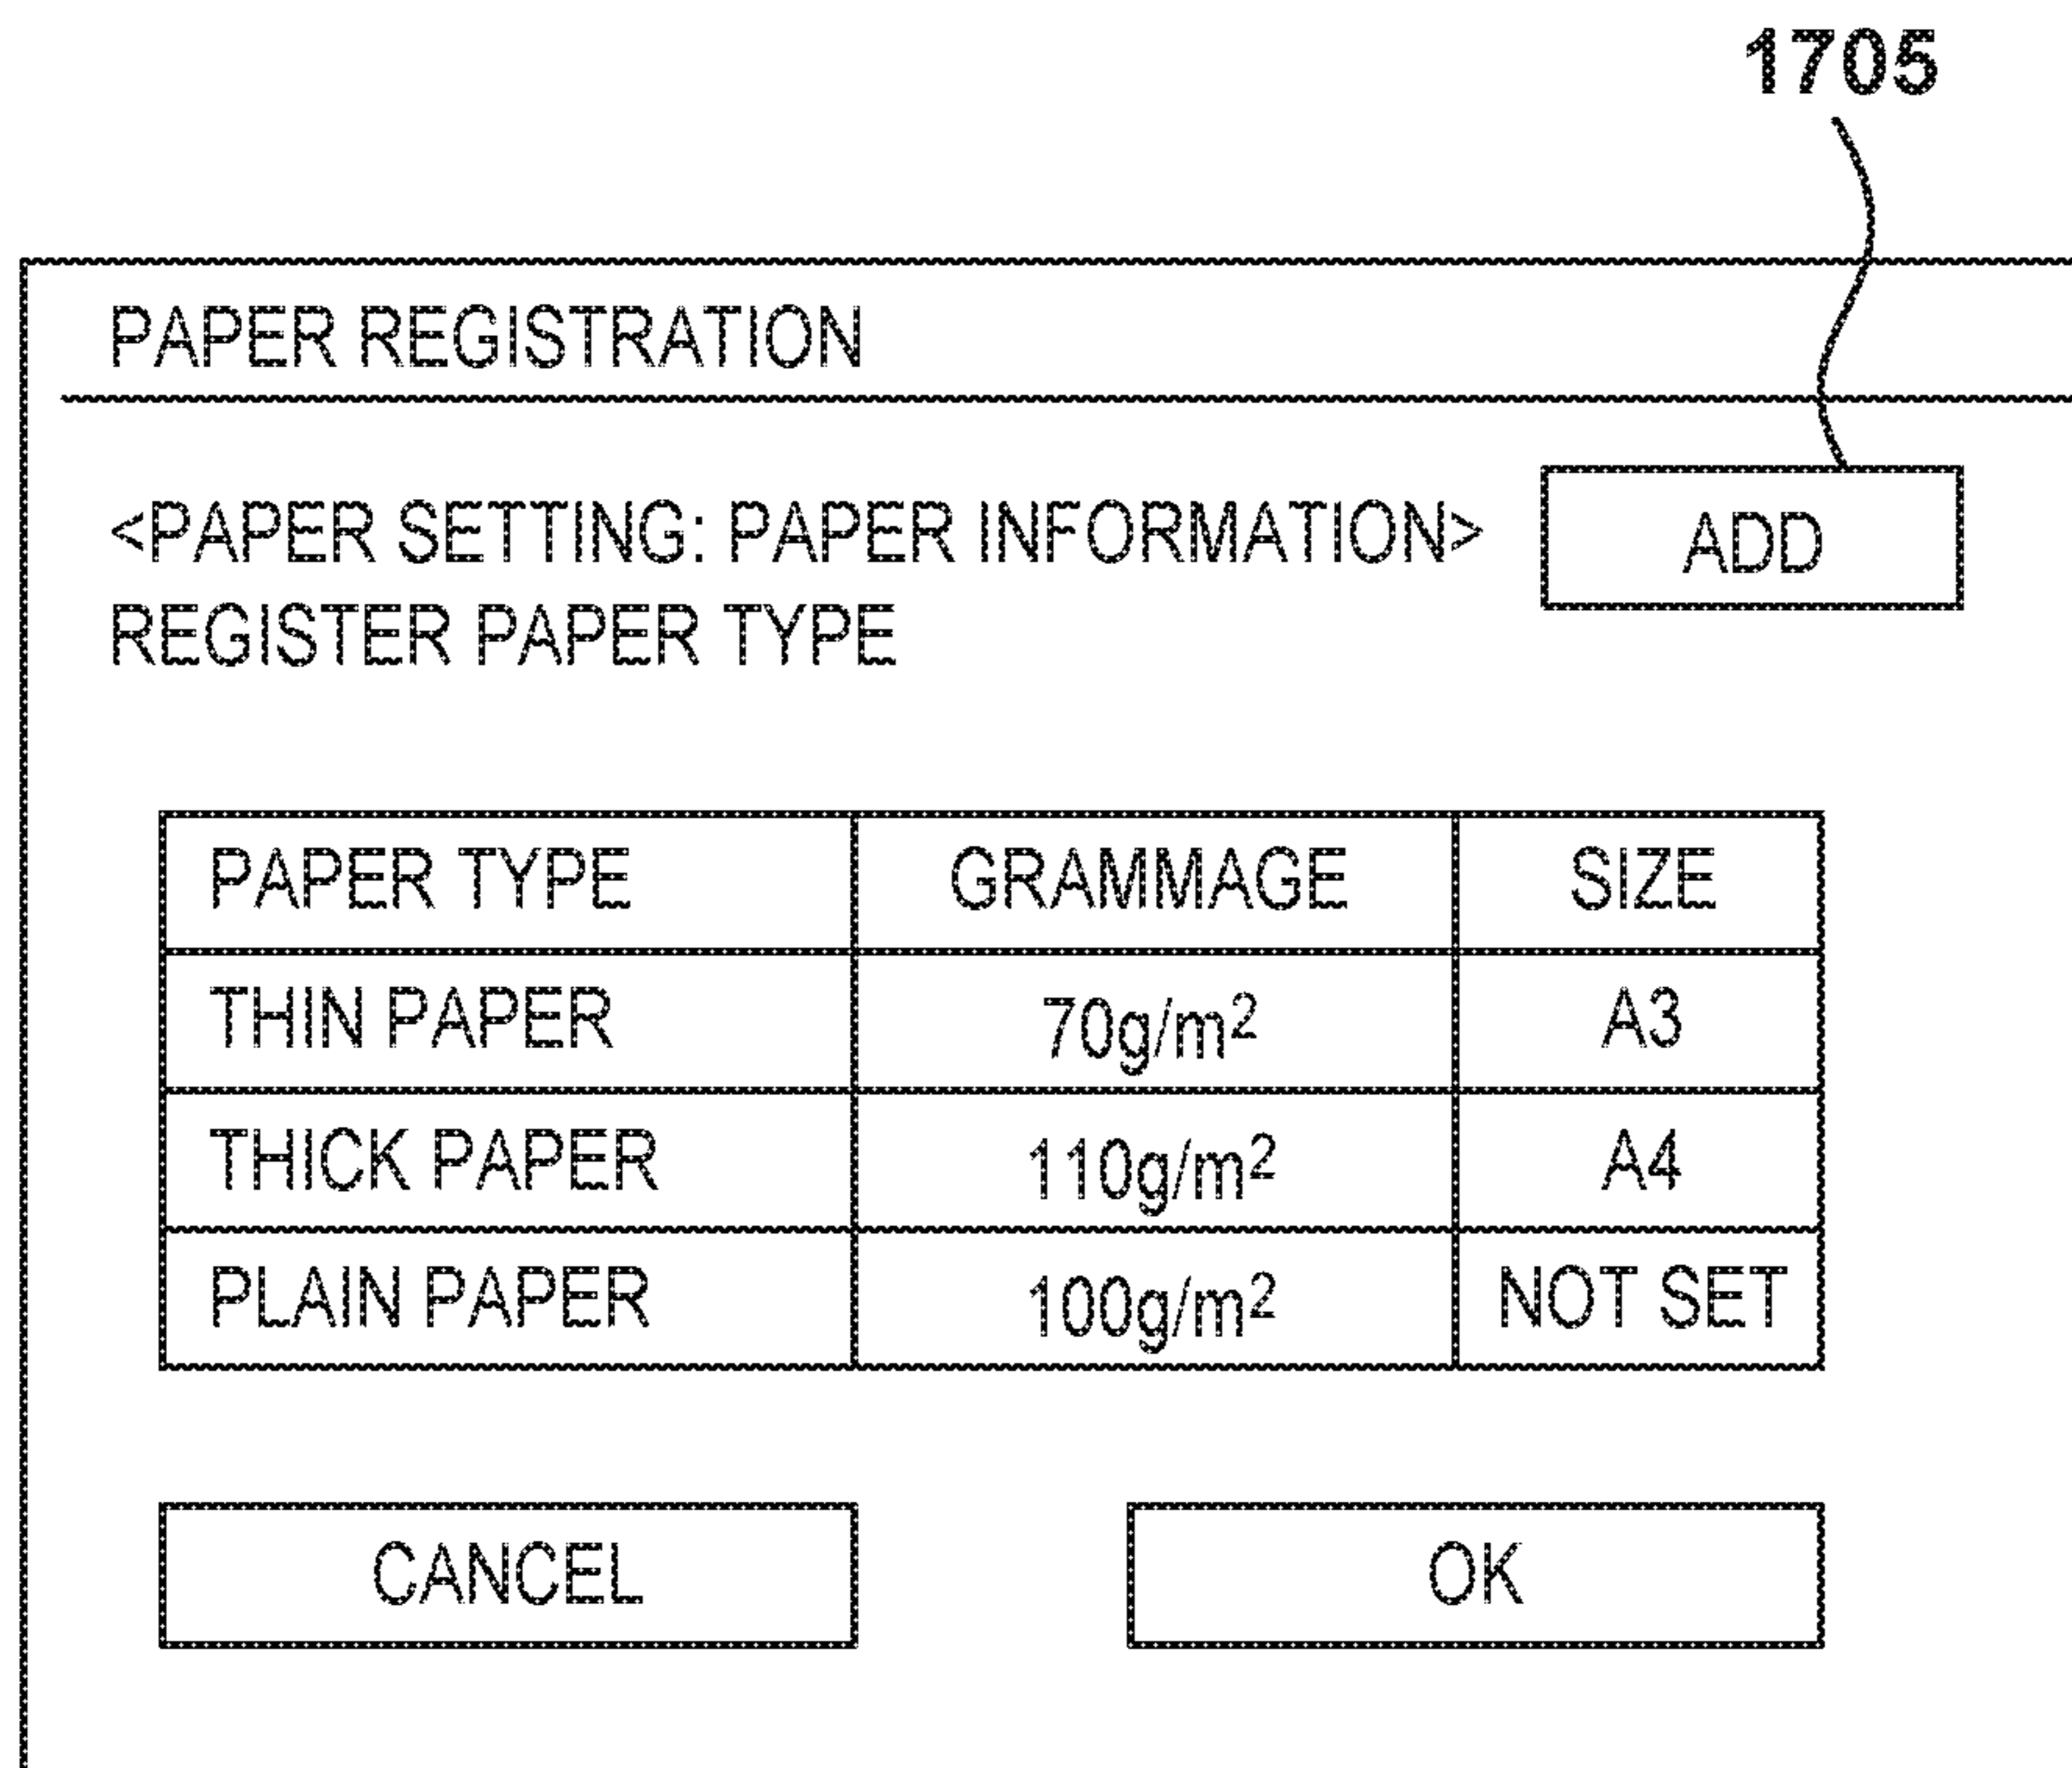 1705
PAPER REGISTRATION
<PAPER SETTING: PAPER INFORMATION> ADD
REGISTER PAPER TYPE
PAPER TYPE GRAMMAGE SIZE
THIN PAPER 70g/m² A3
THICK PAPER 110g/m² A4
PLAIN PAPER 100g/m² NOT SET
CANCEL OK